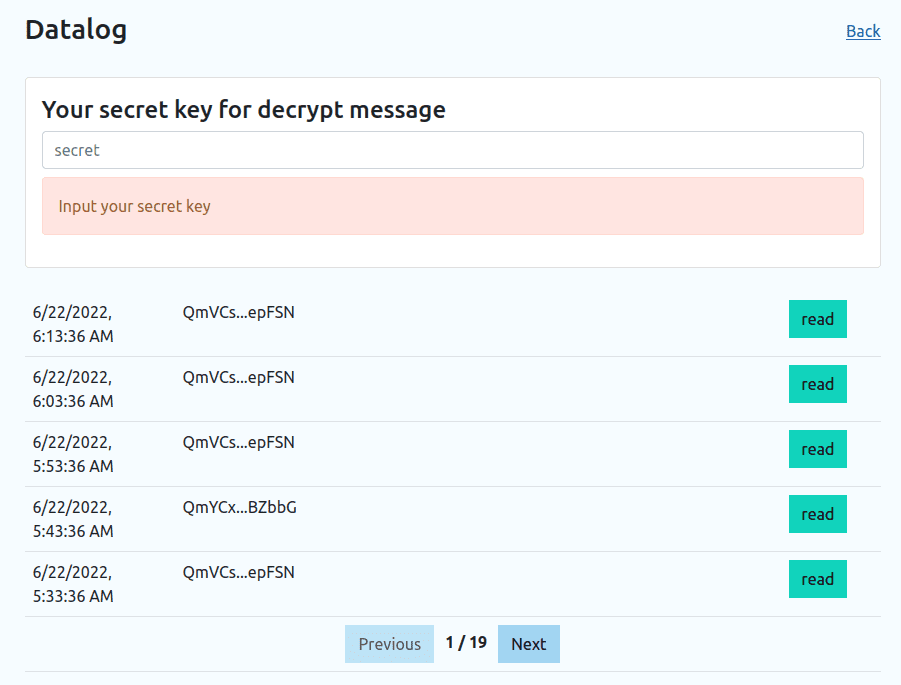 Datalog
Back
Your secret key for decrypt message
secret
Input your secret key
6/22/2022, 6:13:36 AM QmVCs...epFSN read
6/22/2022, 6:03:36 AM QmVCs...epFSN read
6/22/2022, 5:53:36 AM QmVCs...epFSN read
6/22/2022, 5:43:36 AM QmYCx...BZbbG read
6/22/2022, 5:33:36 AM QmVCs...epFSN read
Previous 1 / 19 Next